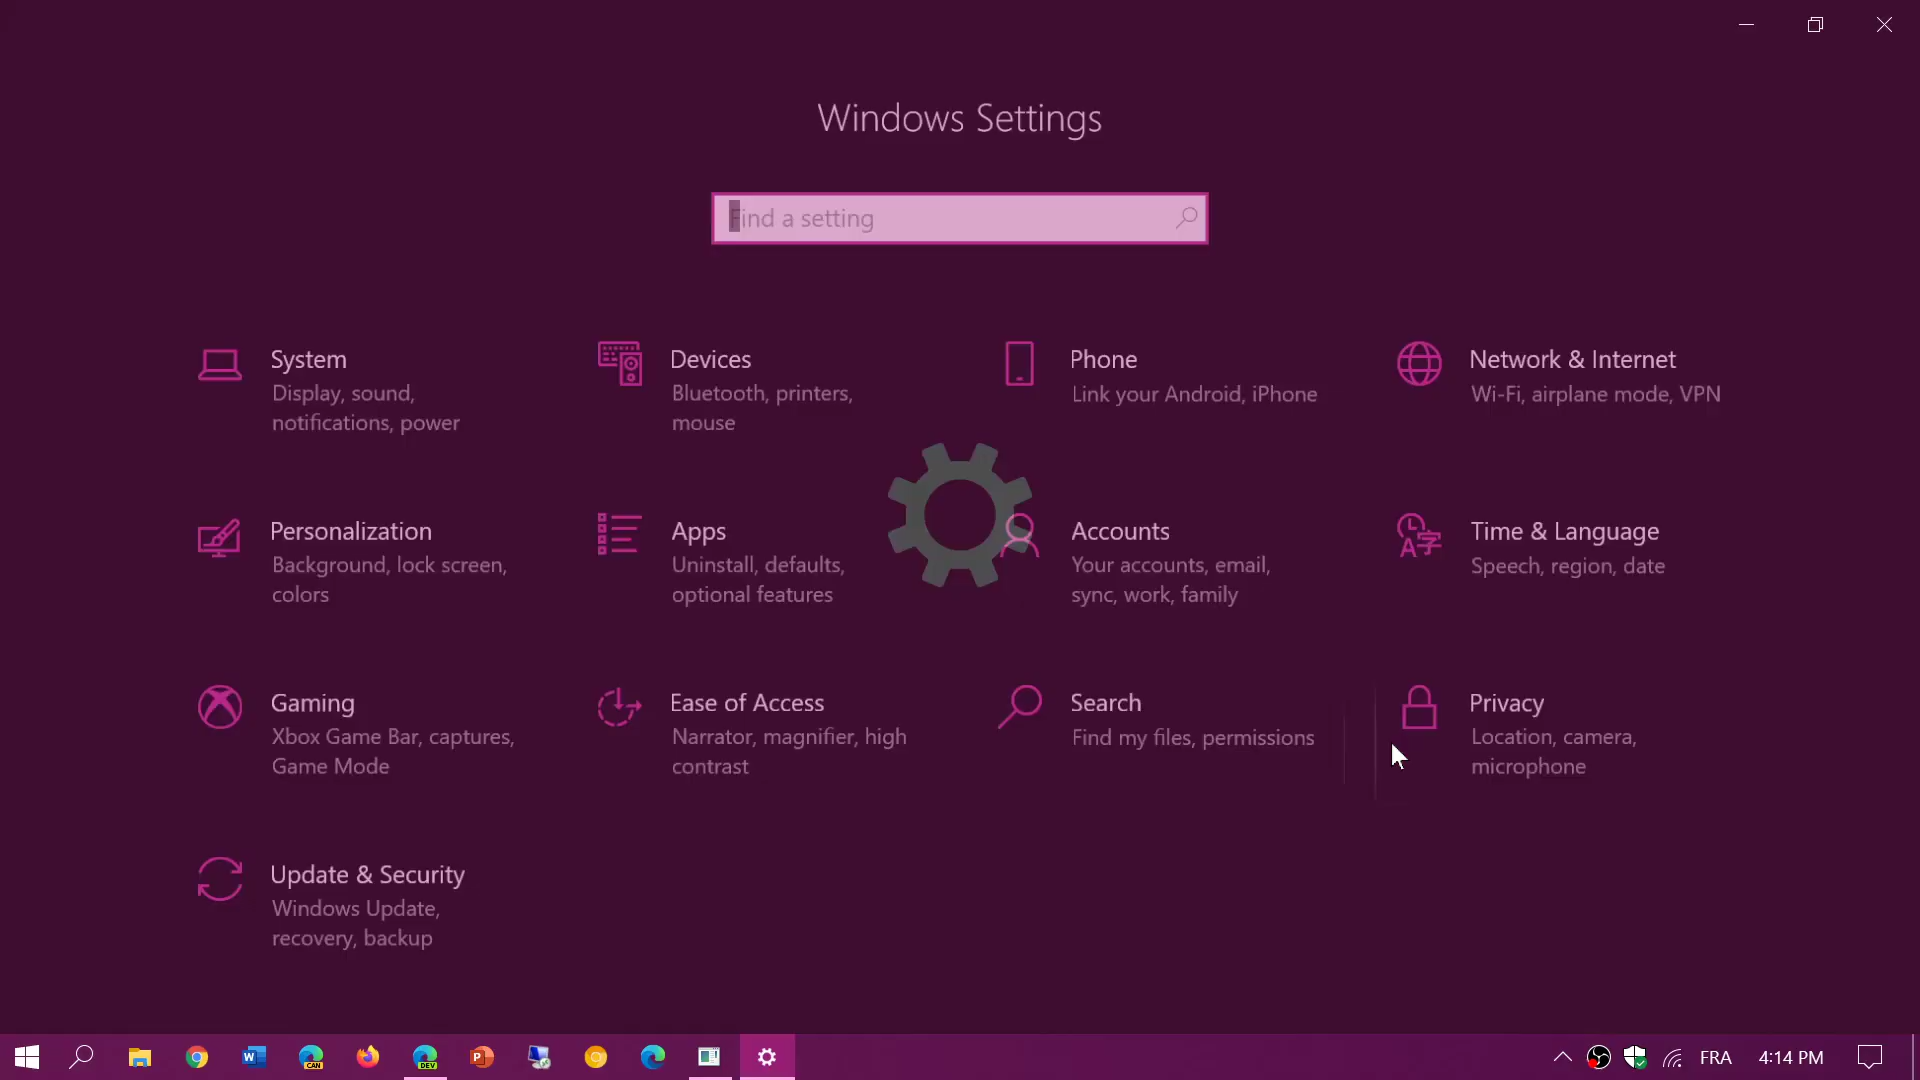 Windows Settings
Find a setting
System
Display, sound,
notifications, power
Devices
Bluetooth, printers,
mouse
Phone
Link your Android, iPhone
Network & Internet
Wi-Fi, airplane mode, VPN
Personalization
Background, lock screen,
colors
Apps
Uninstall, defaults,
optional features
Accounts
Your accounts, email,
sync, work, family
Time & Language
Speech, region, date
Gaming
Xbox Game Bar, captures,
Game Mode
Ease of Access
Narrator, magnifier, high
contrast
Search
Find my files, permissions
Privacy
Location, camera,
microphone
Update & Security
Windows Update,
recovery, backup
W
CAN
DEV
P
FRA
4:14 PM